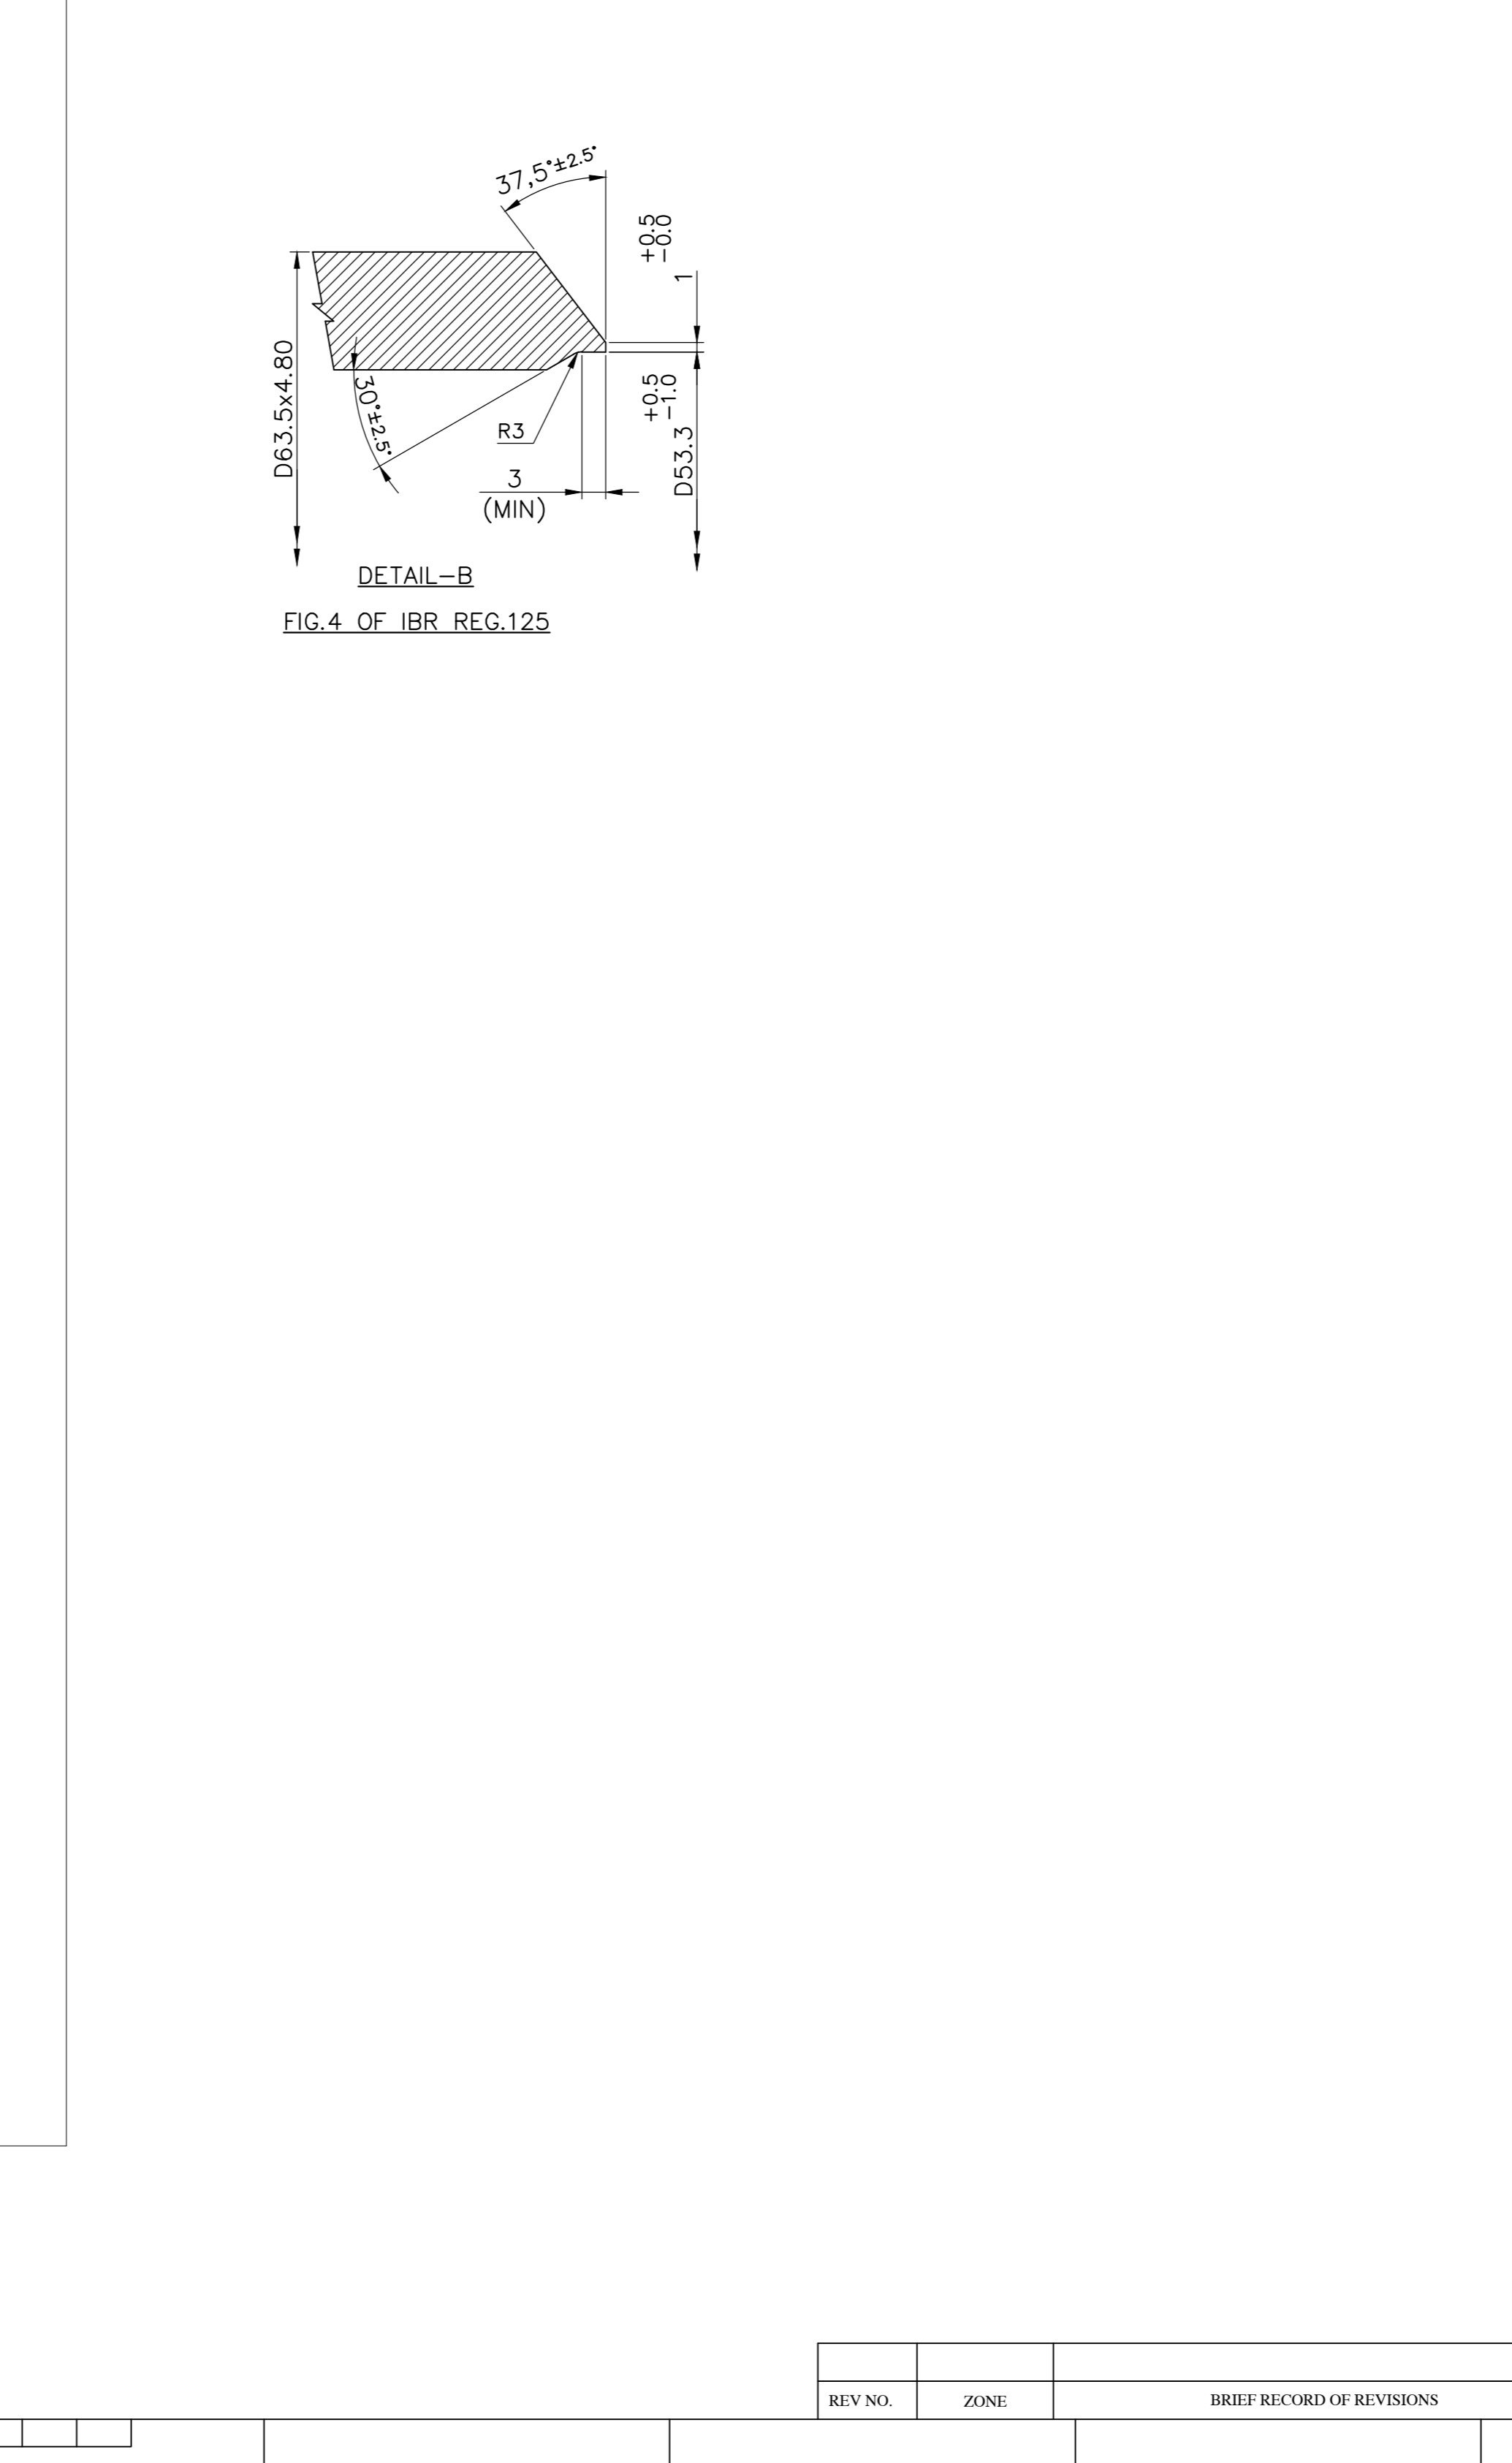 37,5°±2.5°
+0.5
-0.0
1
D63.5x4.80
30°±2.5°
R3
+0.5
-1.0
D53.3
3
(MIN)
DETAIL-B
FIG.4 OF IBR REG.125
REV NO. ZONE BRIEF RECORD OF REVISIONS